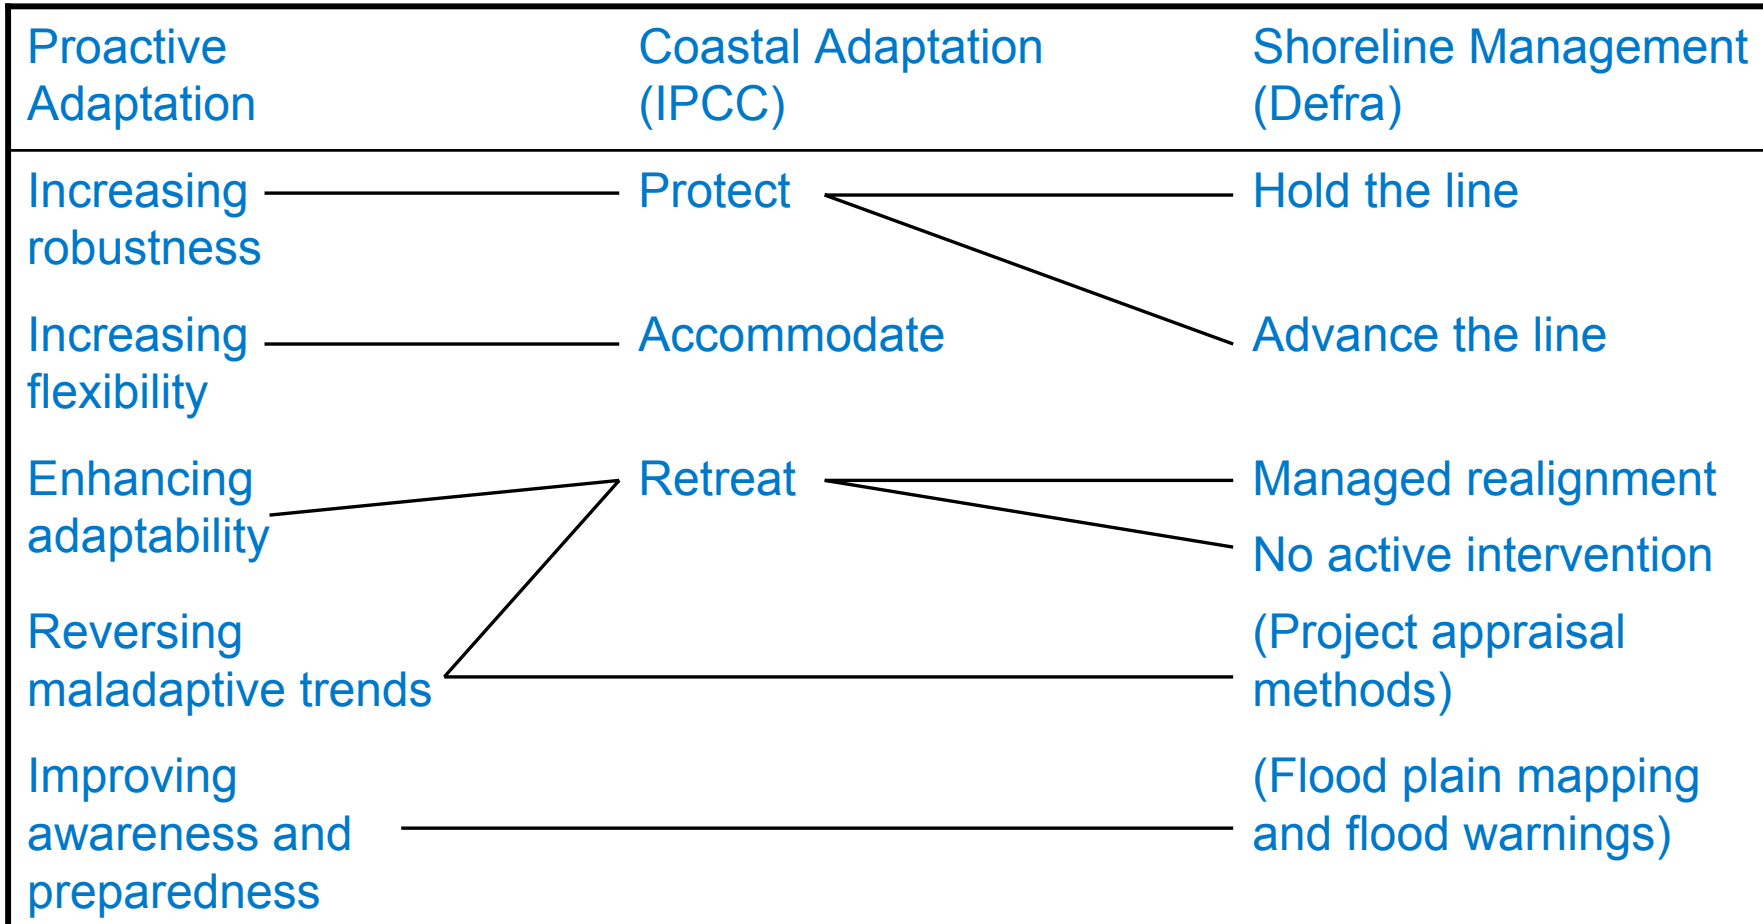 Proactive
Adaptation
Coastal Adaptation
(IPCC)
Shoreline Management
(Defra)
Increasing
robustness
Protect
Hold the line
Increasing
flexibility
Accommodate
Advance the line
Enhancing
adaptability
Retreat
Managed realignment
No active intervention
Reversing
maladaptive trends
(Project appraisal
methods)
Improving
awareness and
preparedness
(Flood plain mapping
and flood warnings)